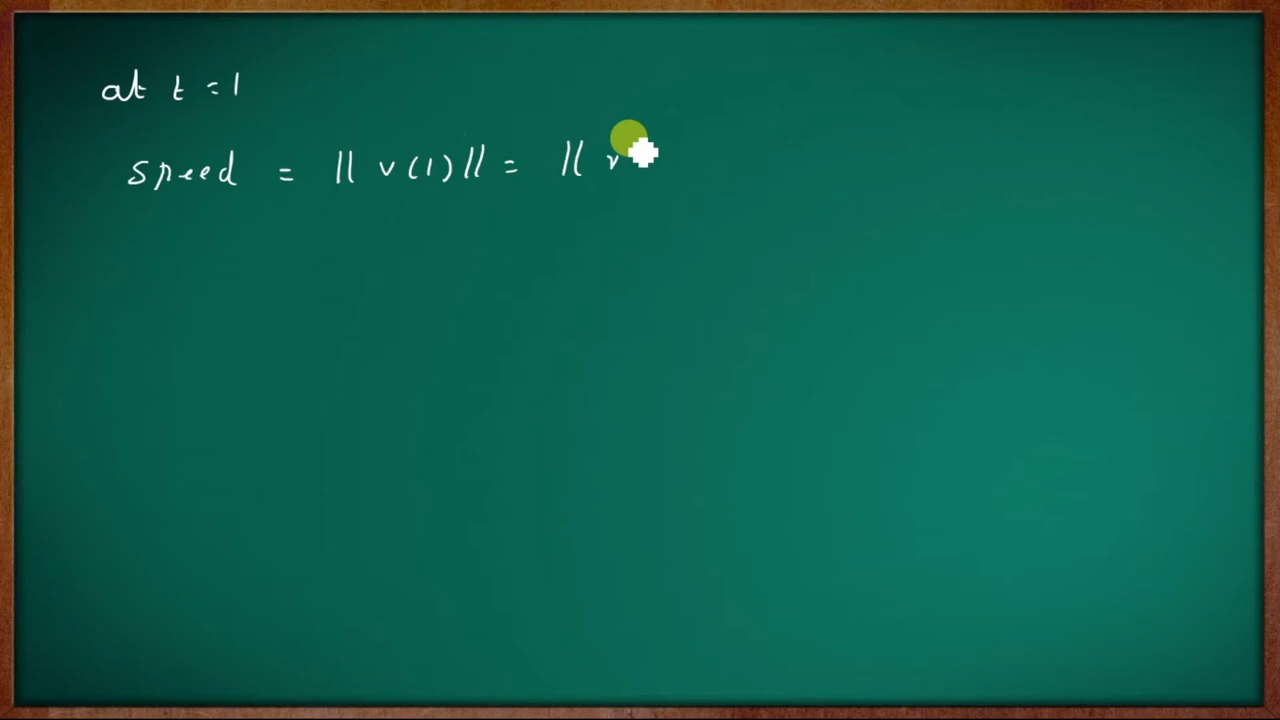 at t = 1
speed = || v(1) || = || v